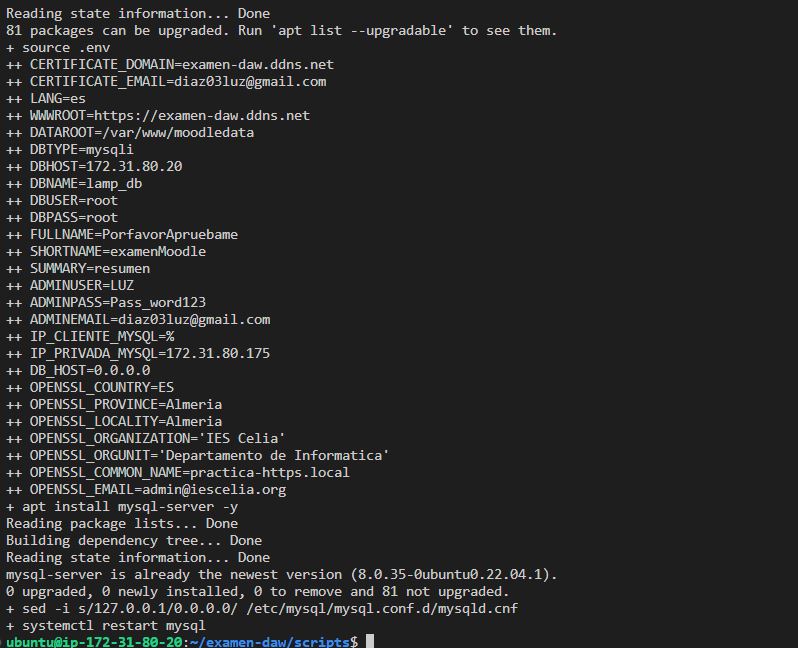 Reading state information... Done
81 packages can be upgraded. Run 'apt list --upgradable' to see them.
+ source .env
++ CERTIFICATE_DOMAIN=examen-daw.ddns.net
++ CERTIFICATE_EMAIL=diaz03luz@gmail.com
++ LANG=es
++ WWWROOT=https://examen-daw.ddns.net
++ DATAROOT=/var/www/moodledata
++ DBTYPE=mysqli
++ DBHOST=172.31.80.20
++ DBNAME=lamp_db
++ DBUSER=root
++ DBPASS=root
++ FULLNAME=PorfavorApruebame
++ SHORTNAME=examenMoodle
++ SUMMARY=resumen
++ ADMINUSER=LUZ
++ ADMINPASS=Pass_word123
++ ADMINEMAIL=diaz03luz@gmail.com
++ IP_CLIENTE_MYSQL=%
++ IP_PRIVADA_MYSQL=172.31.80.175
++ DB_HOST=0.0.0.0
++ OPENSSL_COUNTRY=ES
++ OPENSSL_PROVINCE=Almeria
++ OPENSSL_LOCALITY=Almeria
++ OPENSSL_ORGANIZATION='IES Celia'
++ OPENSSL_ORGUNIT='Departamento de Informatica'
++ OPENSSL_COMMON_NAME=practica-https.local
++ OPENSSL_EMAIL=admin@iescelia.org
+ apt install mysql-server -y
Reading package lists... Done
Building dependency tree... Done
Reading state information... Done
mysql-server is already the newest version (8.0.35-0ubuntu0.22.04.1).
0 upgraded, 0 newly installed, 0 to remove and 81 not upgraded.
+ sed -i s/127.0.0.1/0.0.0.0/ /etc/mysql/mysql.conf.d/mysqld.cnf
+ systemctl restart mysql
ubuntu@ip-172-31-80-20:~/examen-daw/scripts$